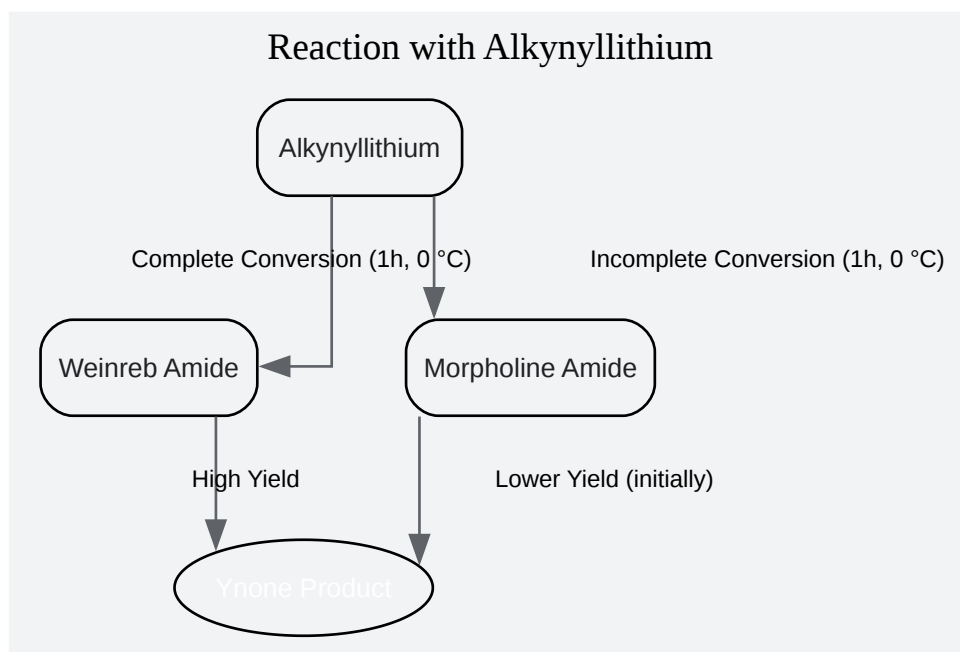 Reaction with Alkynyllithium
Alkynyllithium
Complete Conversion (1h, 0 °C)
Incomplete Conversion (1h, 0 °C)
Weinreb Amide
Morpholine Amide
High Yield
Lower Yield (initially)
Ynone Product